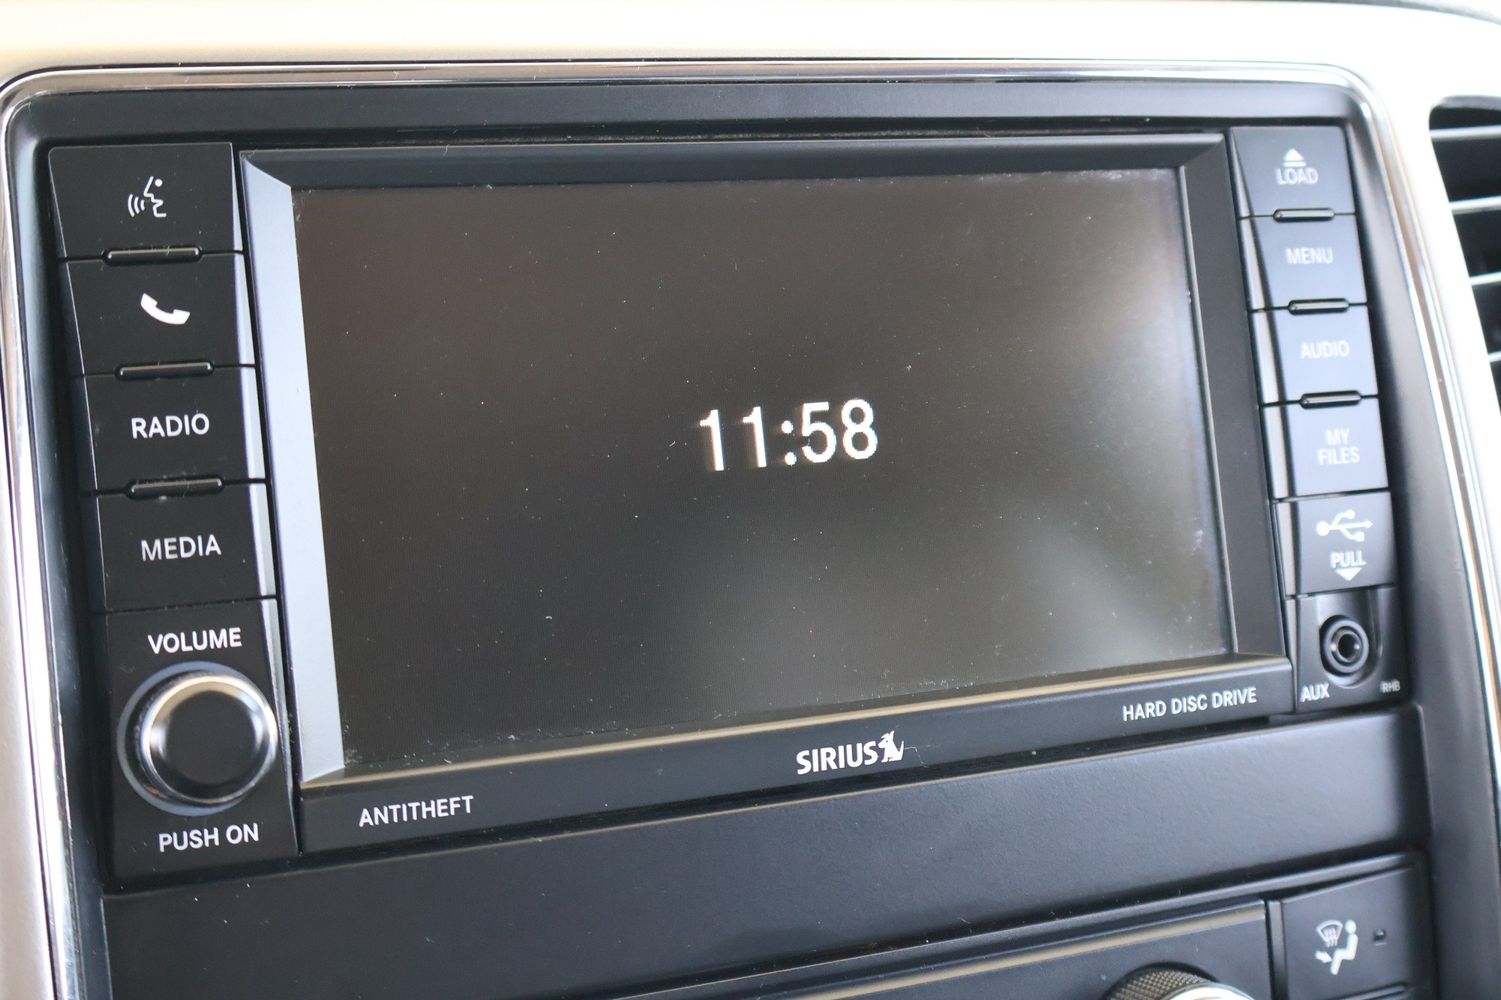 RADIO
MEDIA
VOLUME
PUSH ON
11:58
ANTITHEFT
SIRIUS
HARD DISC DRIVE
LOAD
MENU
AUDIO
MY
FILES
PULL
AUX
RHB